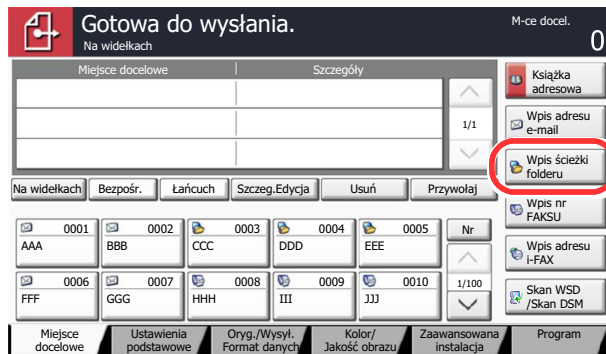 Gotowa do wysłania.
Na widełkach
M-ce docel.
0
Miejsce docelowe
Szczegóły
1/1
Książka
adresowa
Wpis adresu
e-mail
Wpis ścieżki
folderu
Wpis nr
FAKSU
Wpis adresu
i-FAX
Skan WSD
/Skan DSM
Na widełkach
Bezpośr.
Łańcuch
Szczeg.Edycja
Usuń
Przywołaj
0001
AAA
0002
BBB
0003
CCC
0004
DDD
0005
EEE
Nr
0006
FFF
0007
GGG
0008
HHH
0009
III
0010
JJJ
1/100
Miejsce
docelowe
Ustawienia
podstawowe
Oryg./Wysył.
Format danych
Kolor/
Jakość obrazu
Zaawansowana
instalacja
Program